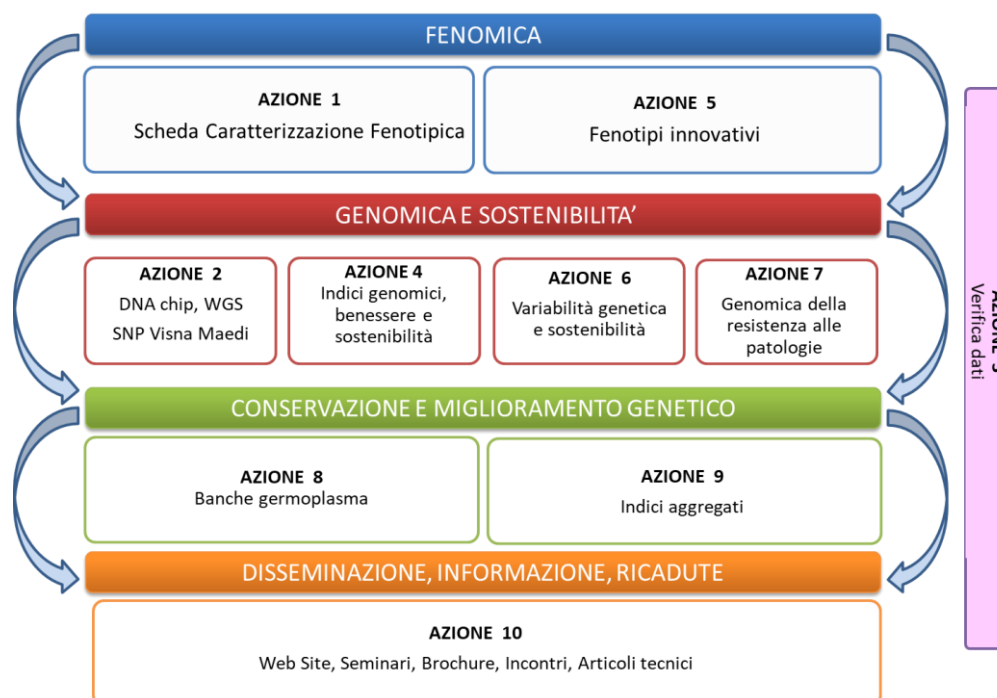 FENOMICA
AZIONE 1
Scheda Caratterizzazione Fenotipica
AZIONE 5
Fenotipi innovativi
GENOMICA E SOSTENIBILITA’
AZIONE 2
DNA chip, WGS
SNP Visna Maedi
AZIONE 4
Indici genomici,
benessere e
sostenibilità
AZIONE 6
Variabilità genetica
e sostenibilità
AZIONE 7
Genomica della
resistenza alle
patologie
CONSERVAZIONE E MIGLIORAMENTO GENETICO
AZIONE 8
Banche germoplasma
AZIONE 9
Indici aggregati
DISSEMINAZIONE, INFORMAZIONE, RICADUTE
AZIONE 10
Web Site, Seminari, Brochure, Incontri, Articoli tecnici
AZIONE
Verifica dati